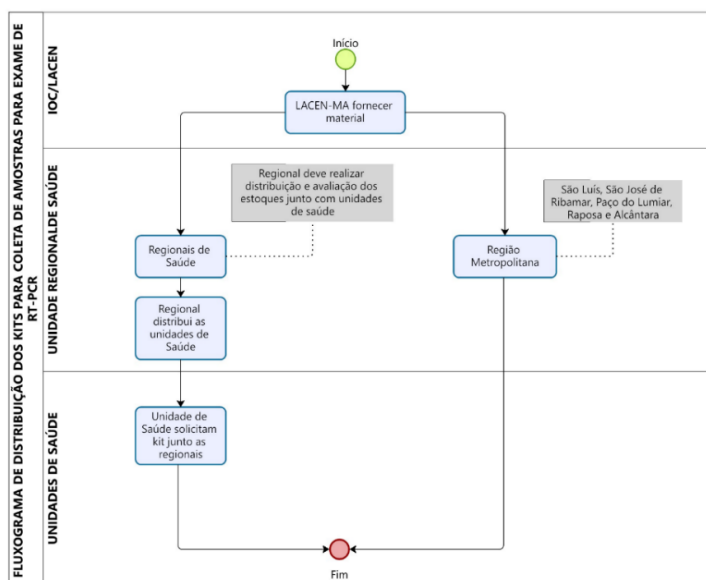 FLUXOGRAMA DE DISTRIBUIÇÃO DOS KITS PARA COLETA DE AMOSTRAS PARA EXAME DE
RT-PCR
IOC/LACEN
Início
LACEN-MA fornecer
material
UNIDADE REGIONALDE SAÚDE
Regional deve realizar
distribuição e avaliação dos
estoques junto com unidades
de saúde
São Luís, São José de
Ribamar, Paço do Lumiar,
Raposa e Alcântara
Regionais de
Saúde
Região
Metropolitana
Regional
distribui as
unidades de
Saúde
UNIDADES DE SAÚDE
Unidade de
Saúde solicitam
kit junto as
regionais
Fim